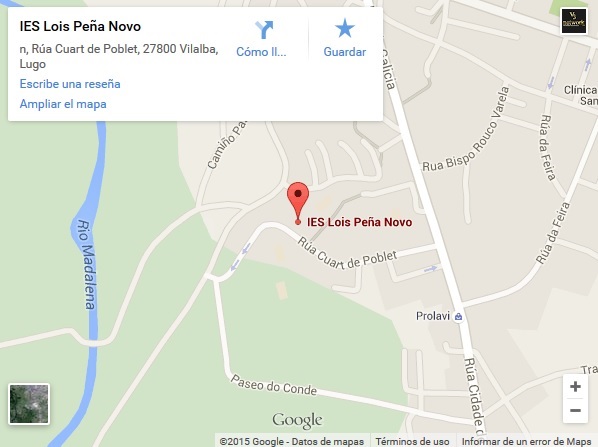 IES Lois Peña Novo
n, Rúa Cuart de Poblet, 27800 Vilalba,
Lugo
Cómo ll...
Guardar
Escribe una reseña
Ampliar el mapa
Galicia
Clínica
San
Camiño Pa
Rua Bispo Rouco Varela
Rúa da Feira
Rúa da Feira
IES Lois Peña Novo
Río Madalena
Rúa Cuart de Poblet
Prolavi
Rúa Cidade d
Tra
Paseo do Conde
Google
+
−
©2015 Google - Datos de mapas
Términos de uso
Informar de un error de Maps